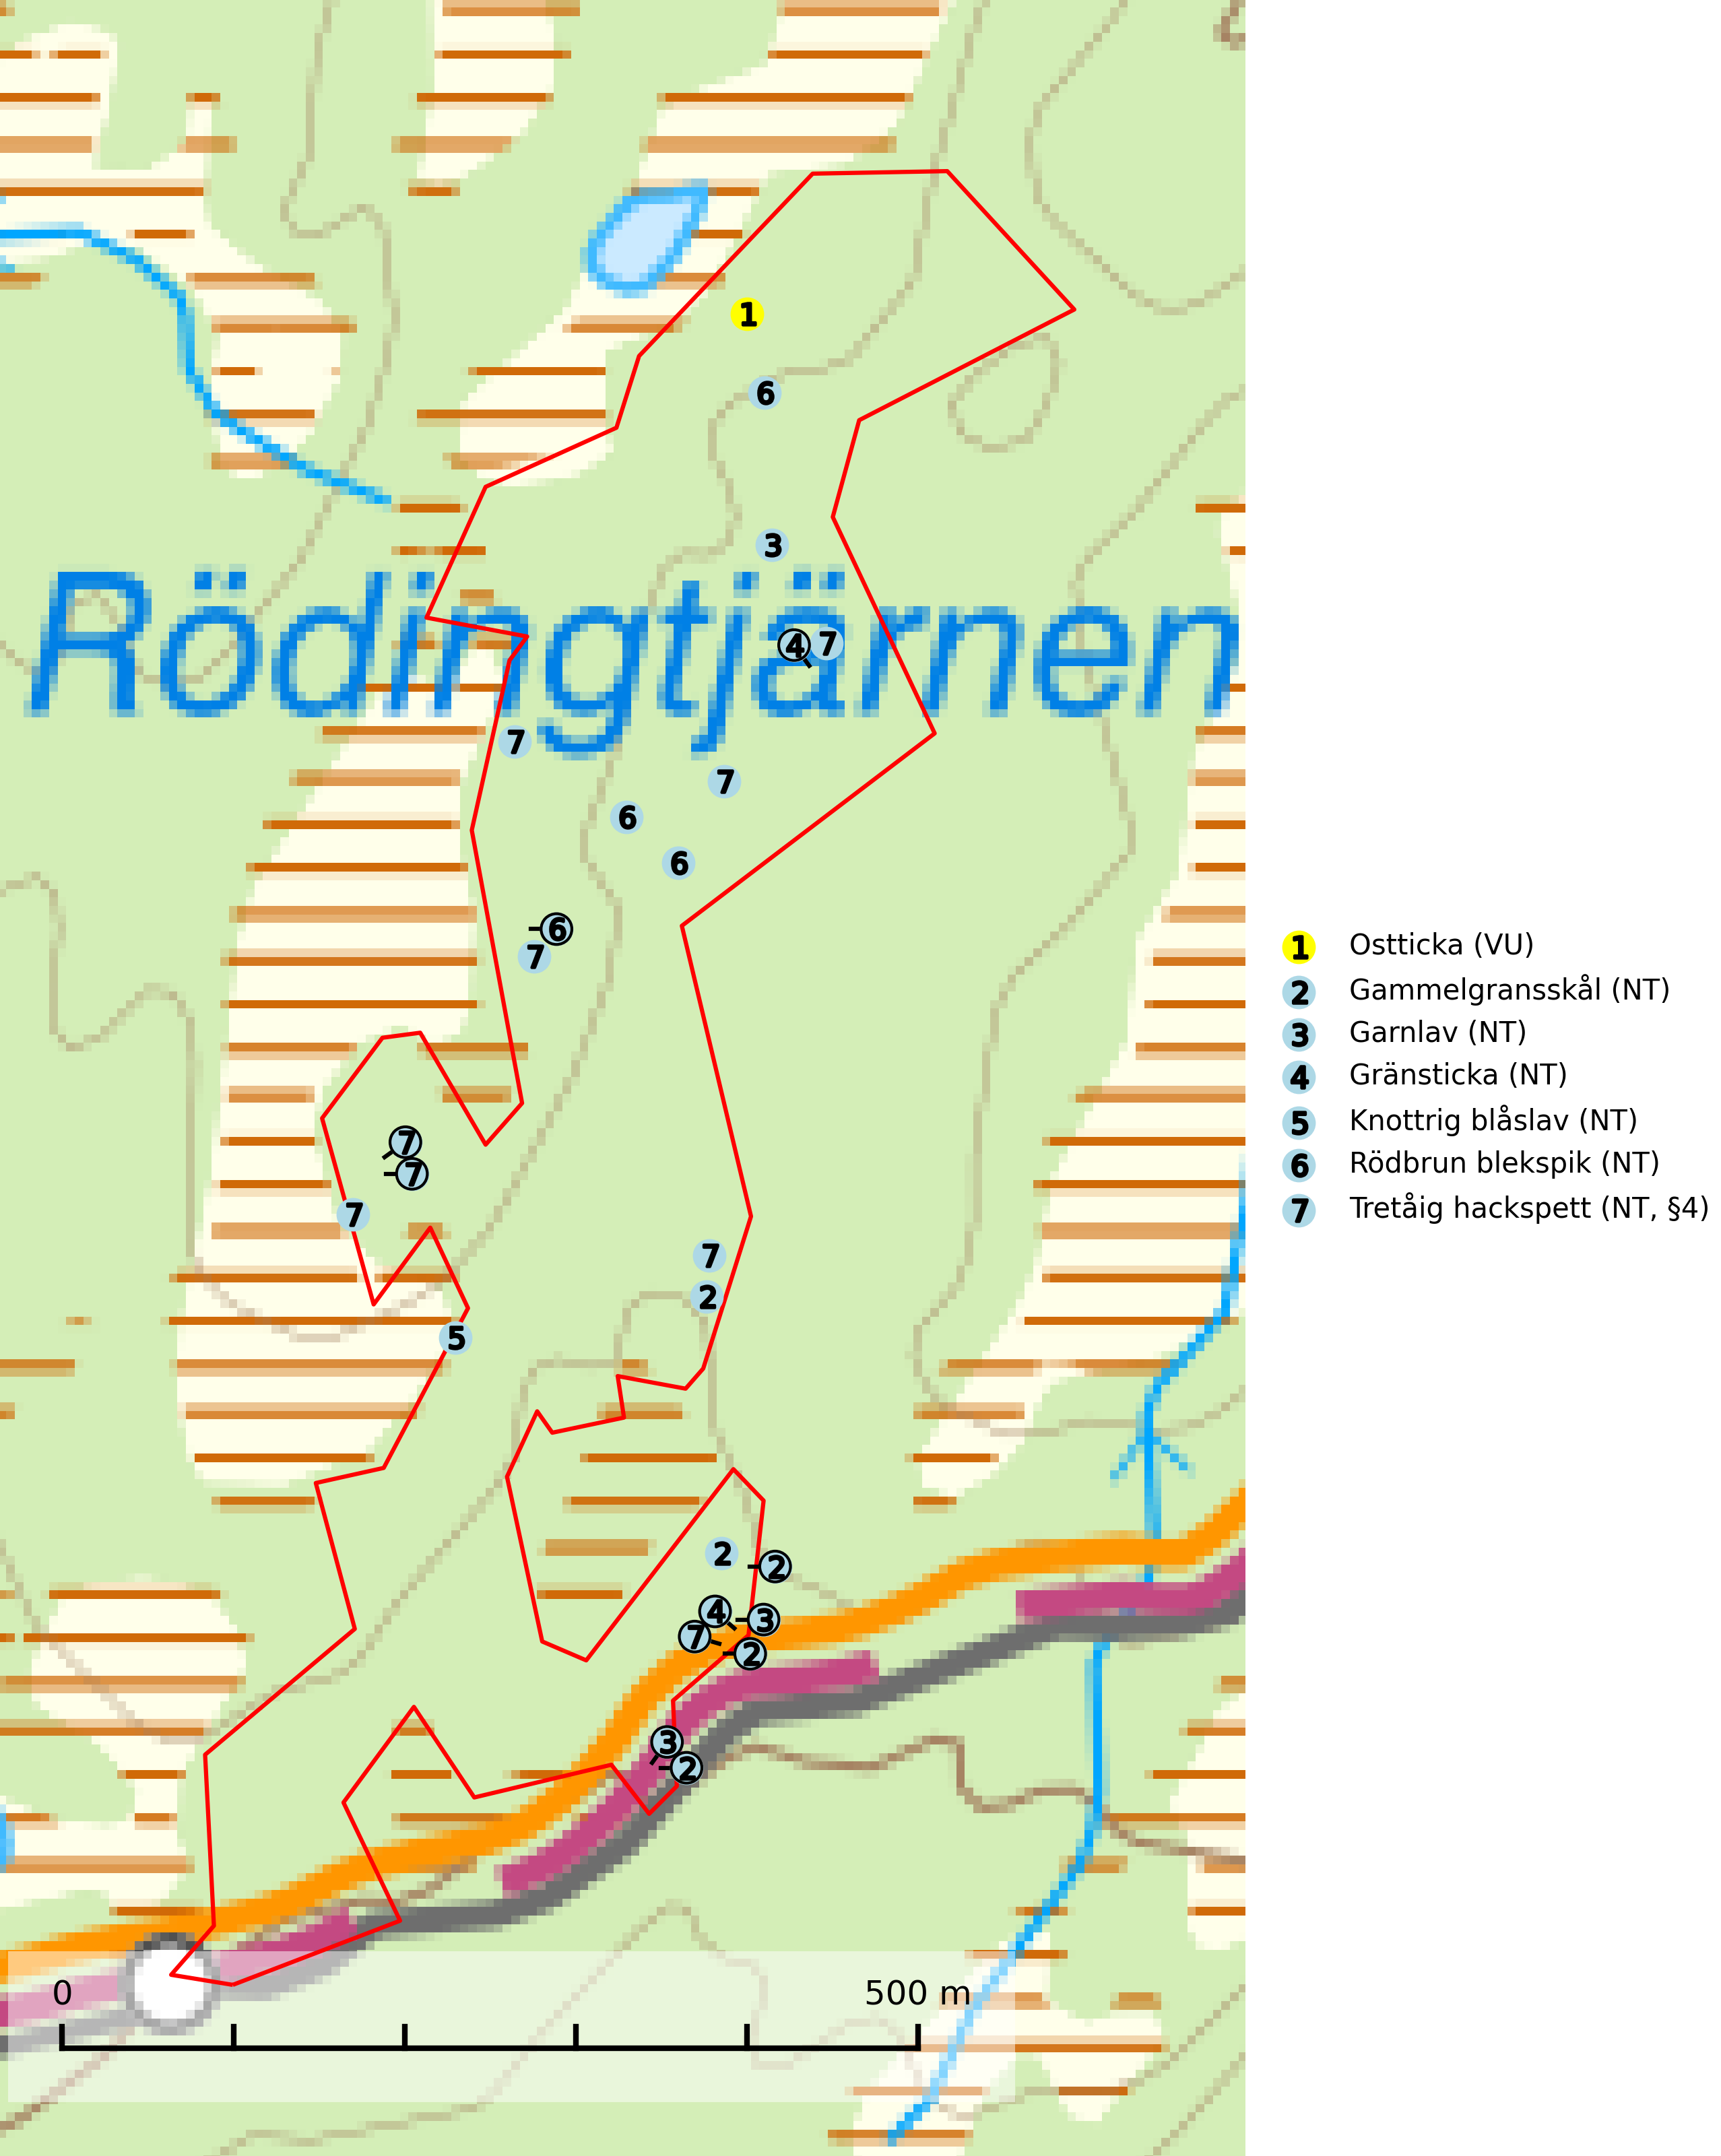 1
6
3
Rödingtjärnen
4 7
7
7
6
6
6
7
7
7
7
7
2
5
2
2
4
3
7
2
3
2
0 500 m
1 Ostticka (VU)
2 Gammelgransskål (NT)
3 Garnlav (NT)
4 Gränsticka (NT)
5 Knottrig blåslav (NT)
6 Rödbrun blekspik (NT)
7 Tretåig hackspett (NT, §4)